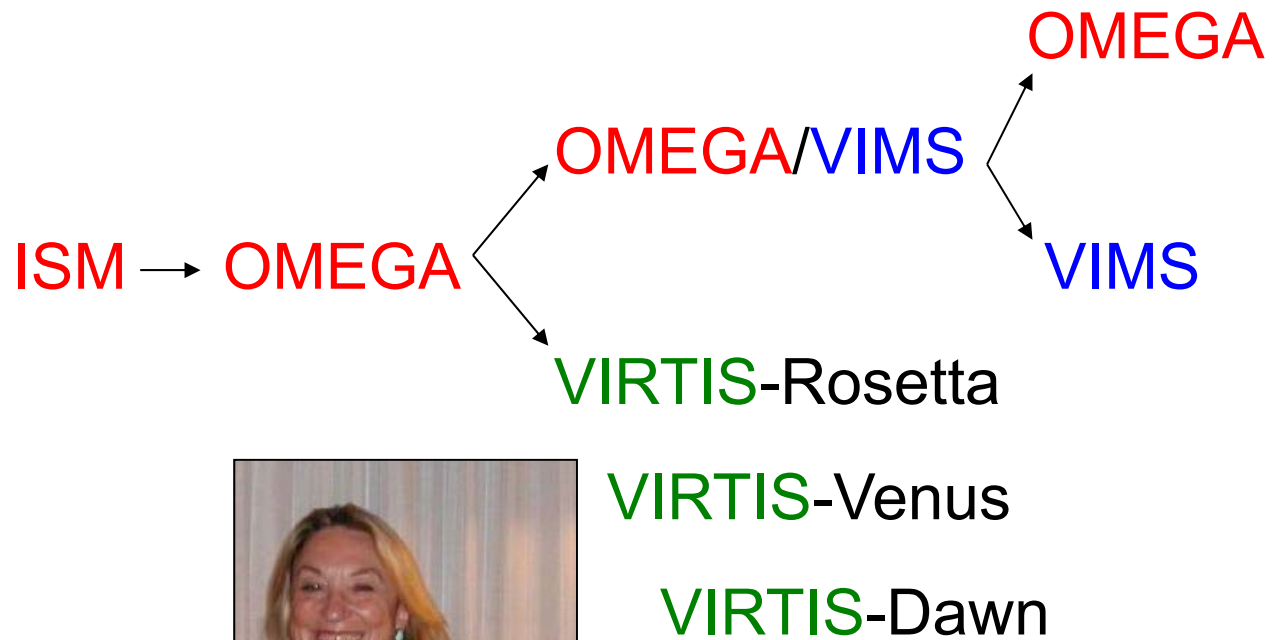 OMEGA
OMEGA/VIMS
ISM → OMEGA
VIMS
VIRTIS-Rosetta
VIRTIS-Venus
VIRTIS-Dawn